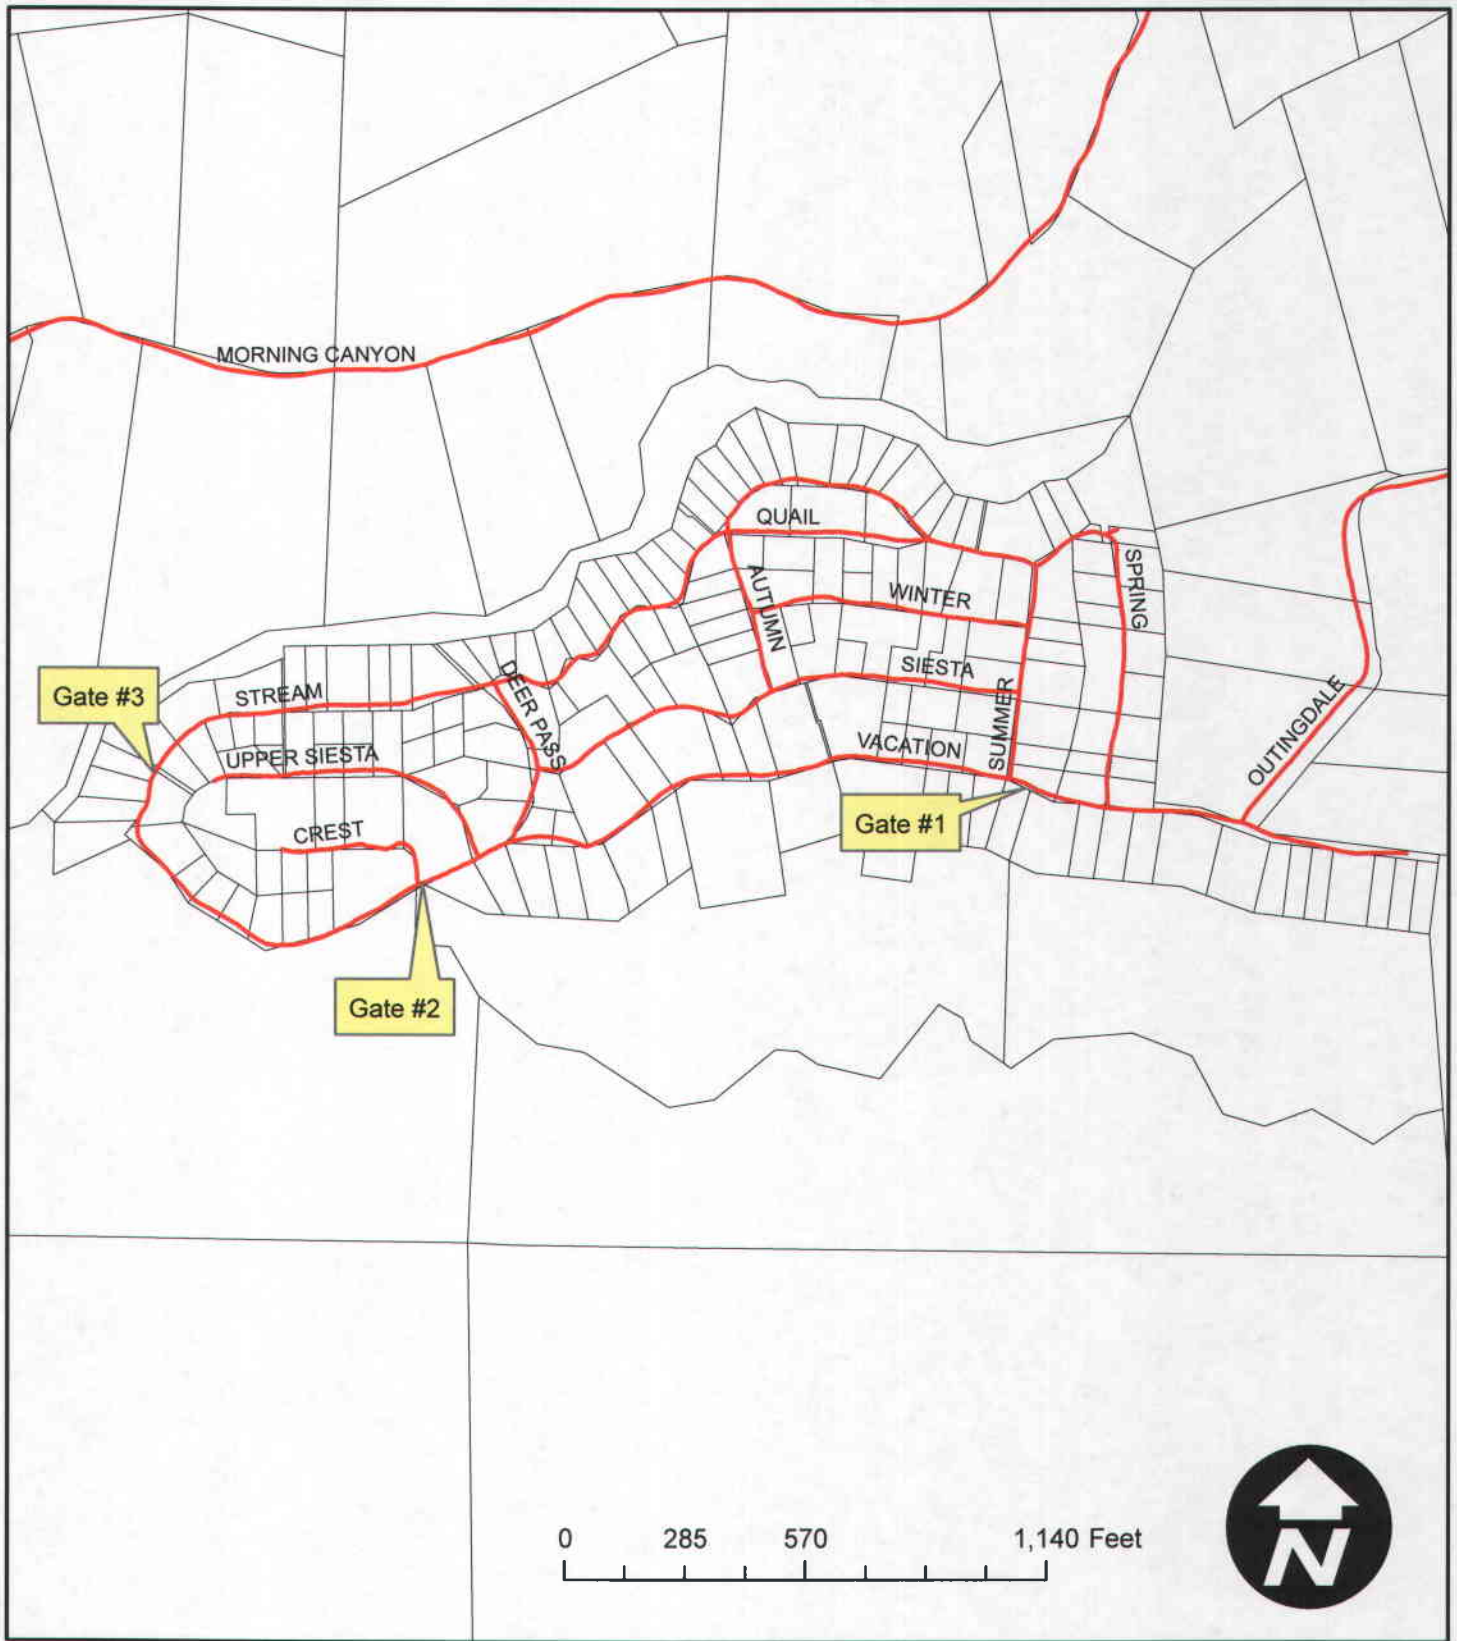 MORNING CANYON
QUAIL
AUTUMN
WINTER
SPRING
SIESTA
SUMMER
VACATION
OUTINGDALE
DEER PASS
Gate #3
STREAM
UPPER SIESTA
CREST
Gate #1
Gate #2
0 285 570 1,140 Feet
N